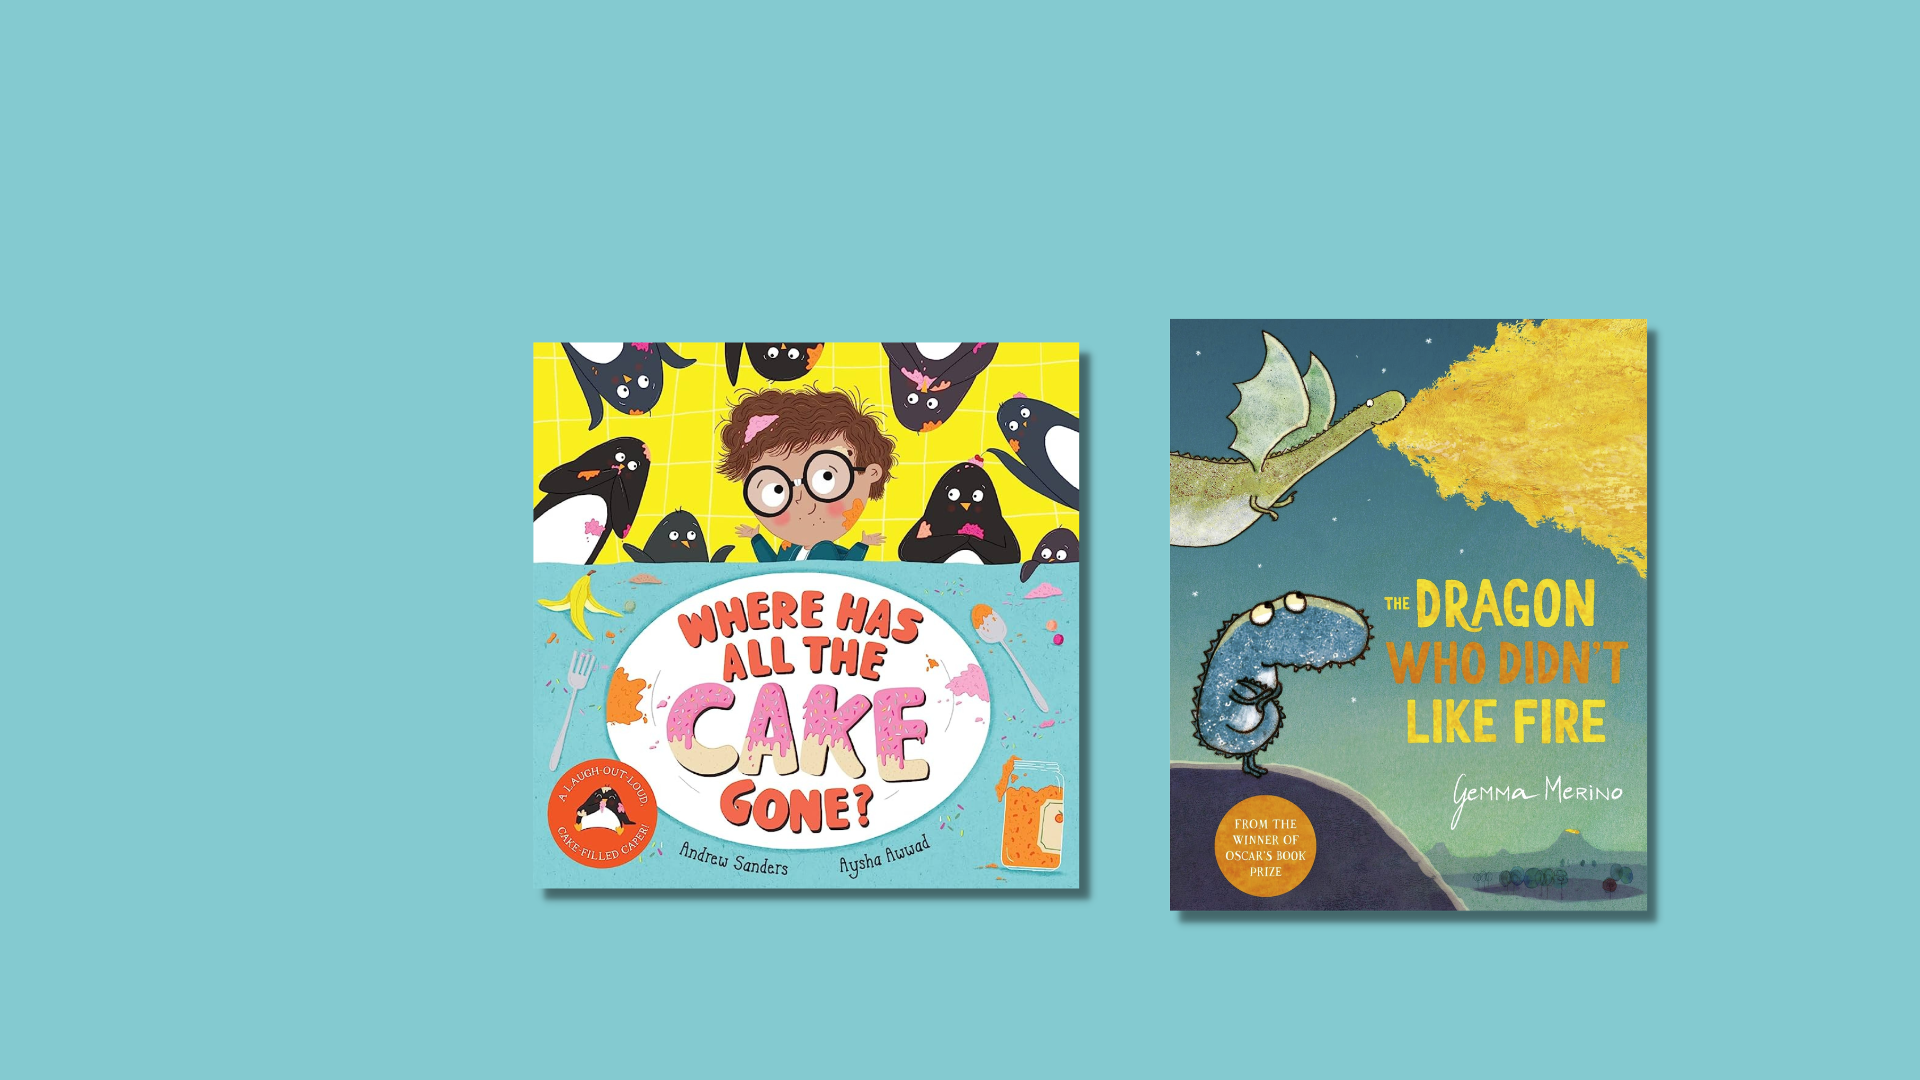 WHERE HAS
ALL THE
CAKE
GONE?
Andrew Sanders
Aysha Awwad
A LAUGH-OUT-LOUD,
CAKE-FILLED CAPER!
THE DRAGON
WHO DIDN'T
LIKE FIRE
Gemma Merino
FROM THE
WINNER OF
OSCAR'S BOOK
PRIZE